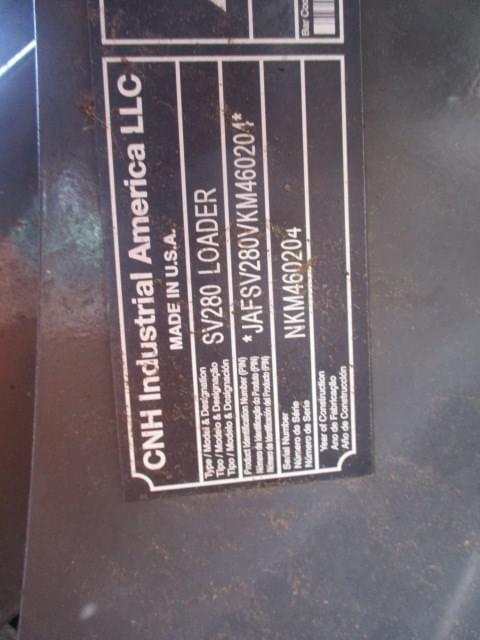 CNH Industrial America LLC
MADE IN U.S.A.
Type / Model & Designation
Tipo / Modelo & Designação
Tipo / Modelo & Designación
SV280 LOADER
Product Identification Number (PIN)
Número de Identificação do Produto (PIN)
Número de Identificación del Producto (PIN)
*JAFSV280VKM460204*
Serial Number
Número de Série
Número de Serie
NKM460204
Year of Construction
Ano de Fabricação
Año de Construcción
Bar